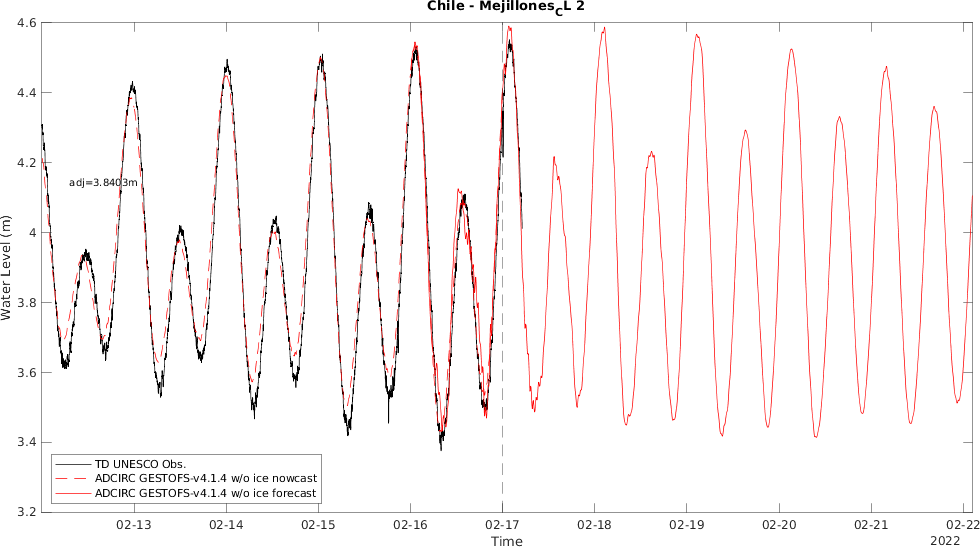 Chile - Mejillones_CL 2
4.6
4.4
4.2
4
3.8
3.6
3.4
3.2
Water Level (m)
adj=3.8403m
TD UNESCO Obs.
ADCIRC GESTOFS-v4.1.4 w/o ice nowcast
ADCIRC GESTOFS-v4.1.4 w/o ice forecast
02-13 02-14 02-15 02-16 02-17 02-18 02-19 02-20 02-21 02-22
Time
2022